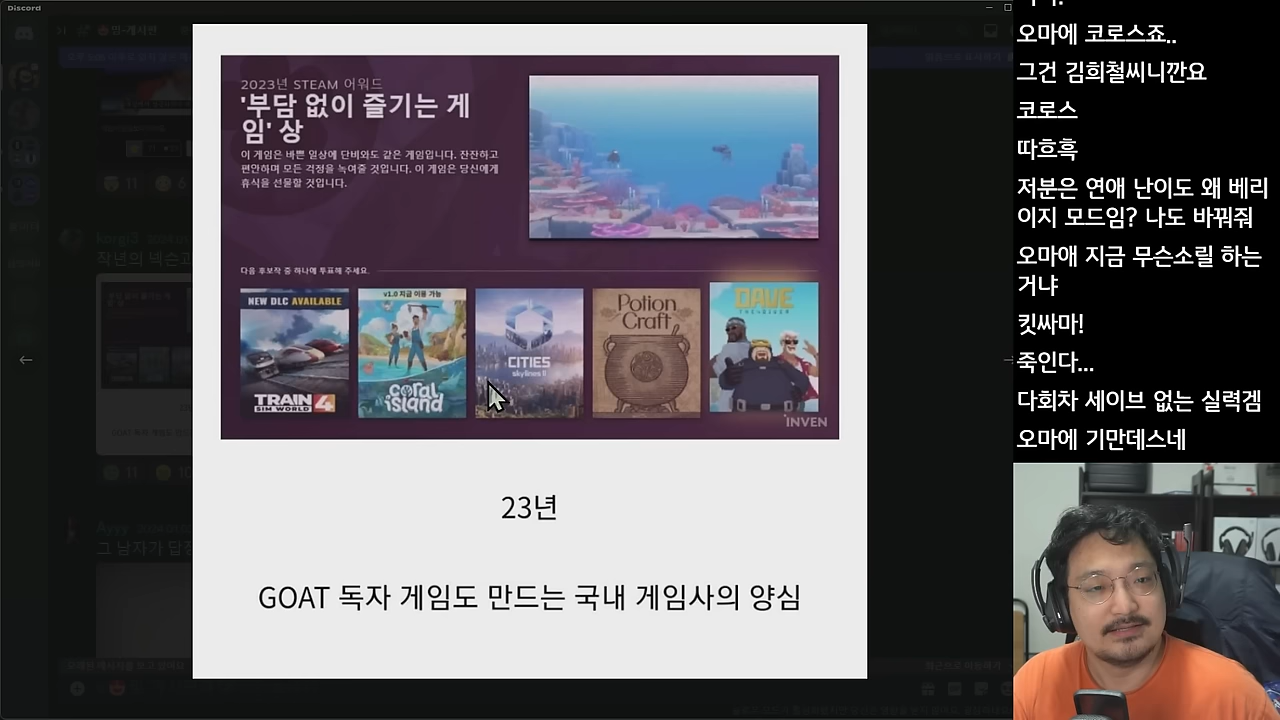 Discord
2023년 STEAM 어워드
'부담 없이 즐기는 게
임' 상
이 게임은 바쁜 일상에 단비와도 같은 게임입니다. 잔잔하고
편안하며 모든 걱정을 녹여줄 것입니다. 이 게임은 당신에게
휴식을 선물할 것입니다.
다음 후보작 중 하나에 투표해 주세요.
NEW DLC AVAILABLE
TRAIN
SIM WORLD 4
v1.0 지금 이용 가능
coral
island
CITIES
skylines II
Potion
Craft
DAVE
INVEN
23년
GOAT 독자 게임도 만드는 국내 게임사의 양심
오마에 코로스죠..
그건 김희철씨니깐요
코로스
따흐흑
저분은 연애 난이도 왜 베리
이지 모드임? 나도 바꿔줘
오마애 지금 무슨소릴 하는
거냐
킷싸마!
죽인다...
다회차 세이브 없는 실력겜
오마에 기만데스네